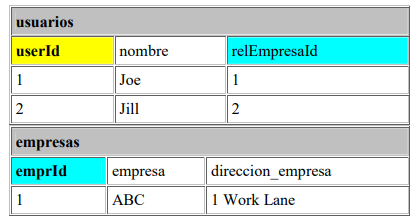 usuarios
userId nombre relEmpresaId
1 Joe 1
2 Jill 2
empresas
emprId empresa direccion_empresa
1 ABC 1 Work Lane